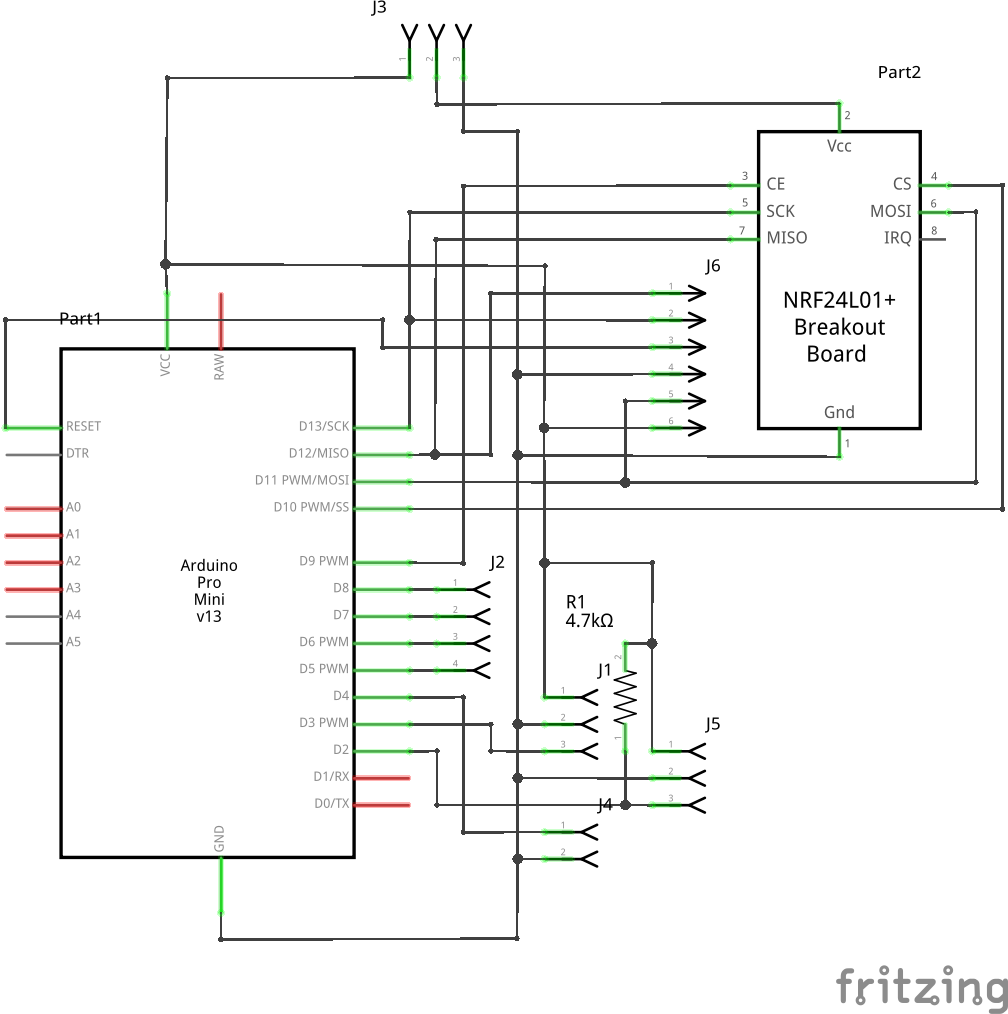 J3
1 2 3
Part2
2
Vcc
3 CE CS 4
5 SCK MOSI 6
7 MISO IRQ 8
NRF24L01+
Breakout
Board
Gnd
1
J6
1
2
3
4
5
6
Part1
VCC
RAW
RESET
DTR
A0
A1
A2
A3
A4
A5
Arduino
Pro
Mini
v13
D13/SCK
D12/MISO
D11 PWM/MOSI
D10 PWM/SS
D9 PWM
D8
D7
D6 PWM
D5 PWM
D4
D3 PWM
D2
D1/RX
D0/TX
GND
J2
1
2
3
4
R1
4.7kΩ
2
1
J1
1
2
3
J5
1
2
3
J4
1
2
fritzing